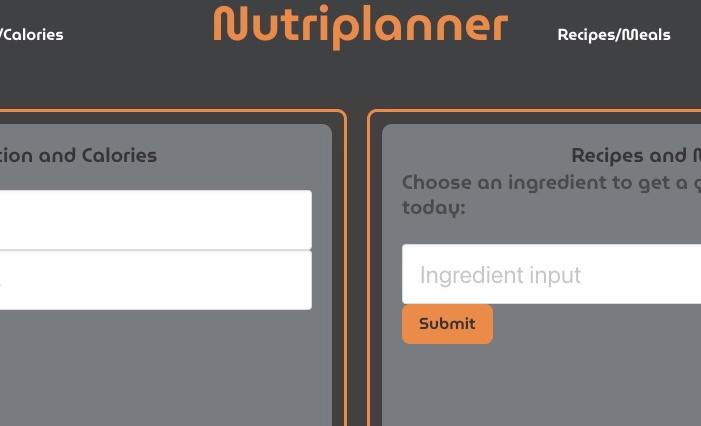 /Calories
Nutriplanner
Recipes/Meals
tion and Calories
Recipes and
Choose an ingredient to get a
today:
Ingredient input
Submit